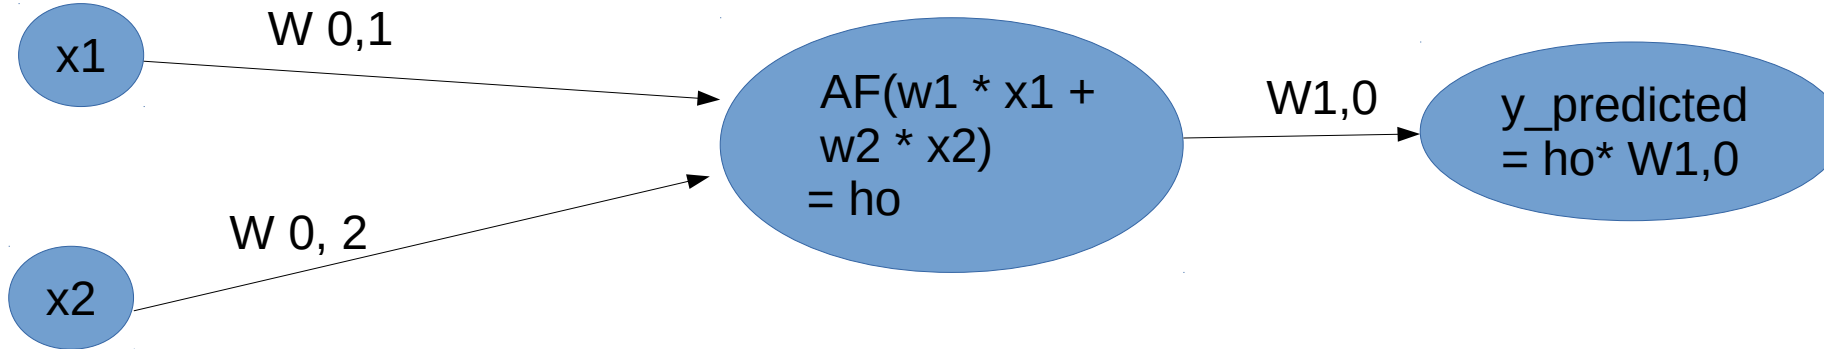 x1
W 0,1
x2
W 0, 2
AF(w1 * x1 +
w2 * x2)
= ho
W1,0
y_predicted
= ho* W1,0